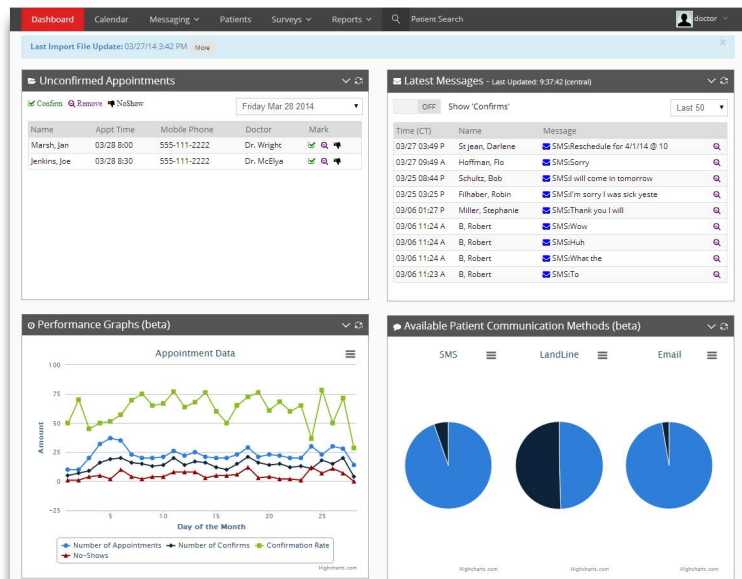 Dashboard Calendar Messaging Patients Surveys Reports Patient Search doctor
Last Import File Update: 03/27/14 3:42 PM More
Unconfirmed Appointments
Confirm Remove NoShow Friday Mar 28 2014
Name Appt Time Mobile Phone Doctor Mark
Marsh, Jan 03/28 8:00 555-111-2222 Dr. Wright
Jenkins, Joe 03/28 8:30 555-111-2222 Dr. McElya
Latest Messages - Last Updated: 9:37:42 (central)
OFF Show 'Confirms' Last 50
Time (CT) Name Message
03/27 03:49 P St jean, Darlene SMS:Reschedule for 4/1/14 @ 10
03/27 09:49 A Hoffman, Flo SMS:Sorry
03/25 08:44 P Schultz, Bob SMS:I will come in tomorrow
03/25 03:25 P Filhaber, Robin SMS:I'm sorry I was sick yeste
03/06 01:27 P Miller, Stephanie SMS:Thank you I will
03/06 11:24 A B, Robert SMS:Wow
03/06 11:24 A B, Robert SMS:Huh
03/06 11:24 A B, Robert SMS:What the
03/06 11:23 A B, Robert SMS:To
Performance Graphs (beta)
Appointment Data
100
75
50
25
0
-25
Amount
5 10 15 20 25
Day of the Month
Number of Appointments Number of Confirms Confirmation Rate
No-Shows
Highcharts.com
Available Patient Communication Methods (beta)
SMS LandLine Email
Highcharts.com Highcharts.com Highcharts.com